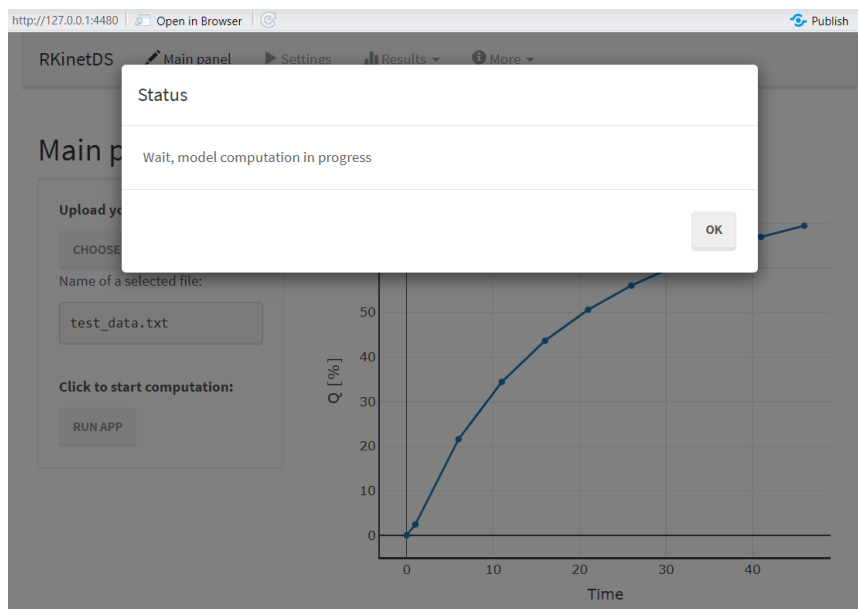 http://127.0.0.1:4480 Open in Browser Publish
RKinetDS Main panel Settings Results More
Status
Wait, model computation in progress
OK
Main p
Upload yo
CHOOSE
Name of a selected file:
test_data.txt
Click to start computation:
RUN APP
50
40
30
20
10
0
Q [%]
0 10 20 30 40
Time